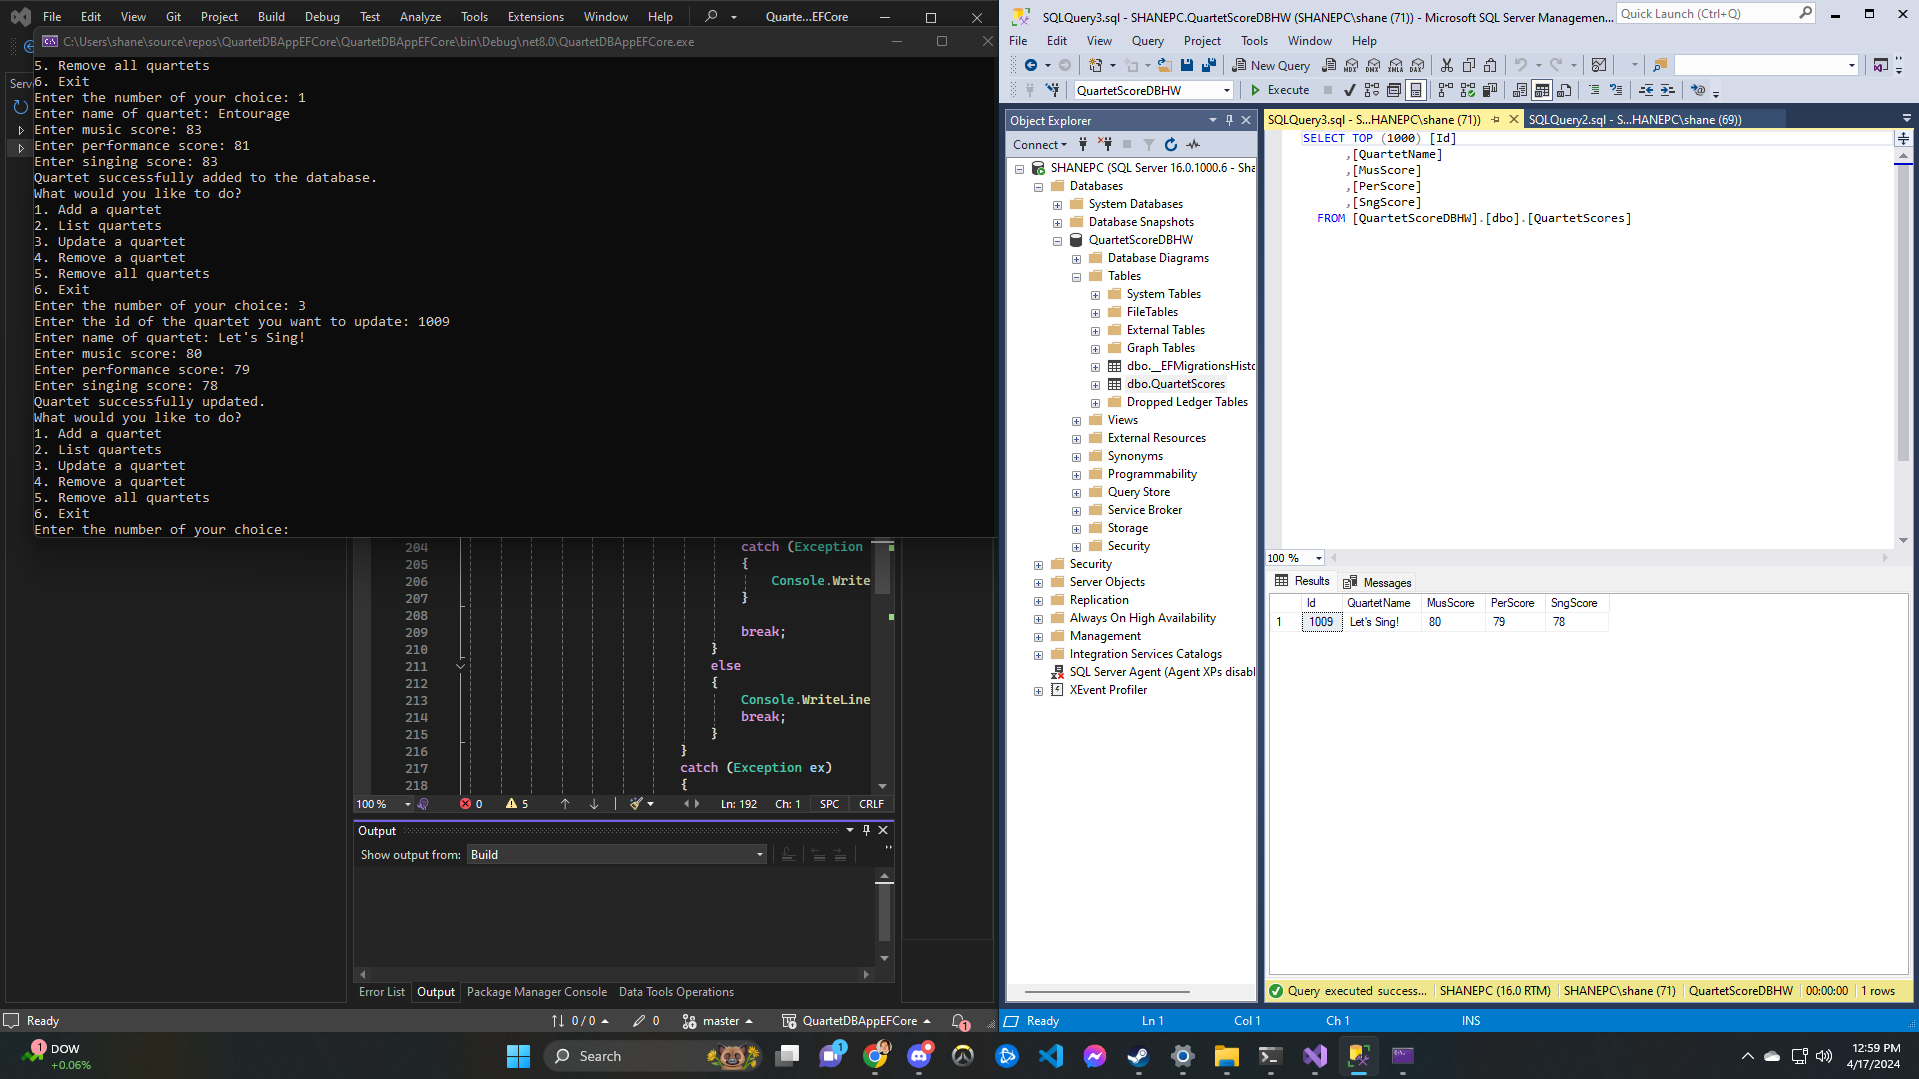 File Edit View Git Project Build Debug Test Analyze Tools Extensions Window Help Quarte...EFCore
C:\Users\shane\source\repos\QuartetDBAppEFCore\QuartetDBAppEFCore\bin\Debug\net8.0\QuartetDBAppEFCore.exe
Serv
5. Remove all quartets
6. Exit
Enter the number of your choice: 1
Enter name of quartet: Entourage
Enter music score: 83
Enter performance score: 81
Enter singing score: 83
Quartet successfully added to the database.
What would you like to do?
1. Add a quartet
2. List quartets
3. Update a quartet
4. Remove a quartet
5. Remove all quartets
6. Exit
Enter the number of your choice: 3
Enter the id of the quartet you want to update: 1009
Enter name of quartet: Let's Sing!
Enter music score: 80
Enter performance score: 79
Enter singing score: 78
Quartet successfully updated.
What would you like to do?
1. Add a quartet
2. List quartets
3. Update a quartet
4. Remove a quartet
5. Remove all quartets
6. Exit
Enter the number of your choice:
204 catch (Exception
205 {
206 Console.Write
207 }
208
209 break;
210 }
211 else
212 {
213 Console.WriteLine
214 break;
215 }
216 }
217 catch (Exception ex)
218 {
100 % 0 5 Ln: 192 Ch: 1 SPC CRLF
Output
Show output from: Build
Error List Output Package Manager Console Data Tools Operations
Ready 0 / 0 0 master QuartetDBAppEFCore 1
SQLQuery3.sql - SHANEPC.QuartetScoreDBHW (SHANEPC\shane (71)) - Microsoft SQL Server Managemen... Quick Launch (Ctrl+Q)
File Edit View Query Project Tools Window Help
New Query MDX DMX XMLA DAX
QuartetScoreDBHW Execute
Object Explorer
Connect
SHANEPC (SQL Server 16.0.1000.6 - Sha
Databases
System Databases
Database Snapshots
QuartetScoreDBHW
Database Diagrams
Tables
System Tables
FileTables
External Tables
Graph Tables
dbo.__EFMigrationsHisto
dbo.QuartetScores
Dropped Ledger Tables
Views
External Resources
Synonyms
Programmability
Query Store
Service Broker
Storage
Security
Security
Server Objects
Replication
Always On High Availability
Management
Integration Services Catalogs
SQL Server Agent (Agent XPs disabl
XEvent Profiler
SQLQuery3.sql - S...HANEPC\shane (71)) SQLQuery2.sql - S...HANEPC\shane (69))
SELECT TOP (1000) [Id]
,[QuartetName]
,[MusScore]
,[PerScore]
,[SngScore]
FROM [QuartetScoreDBHW].[dbo].[QuartetScores]
100 %
Results Messages
Id QuartetName MusScore PerScore SngScore
1 1009 Let's Sing! 80 79 78
Query executed success... SHANEPC (16.0 RTM) SHANEPC\shane (71) QuartetScoreDBHW 00:00:00 1 rows
Ready Ln 1 Col 1 Ch 1 INS
1 DOW
+0.06%
Search
1
12:59 PM
4/17/2024